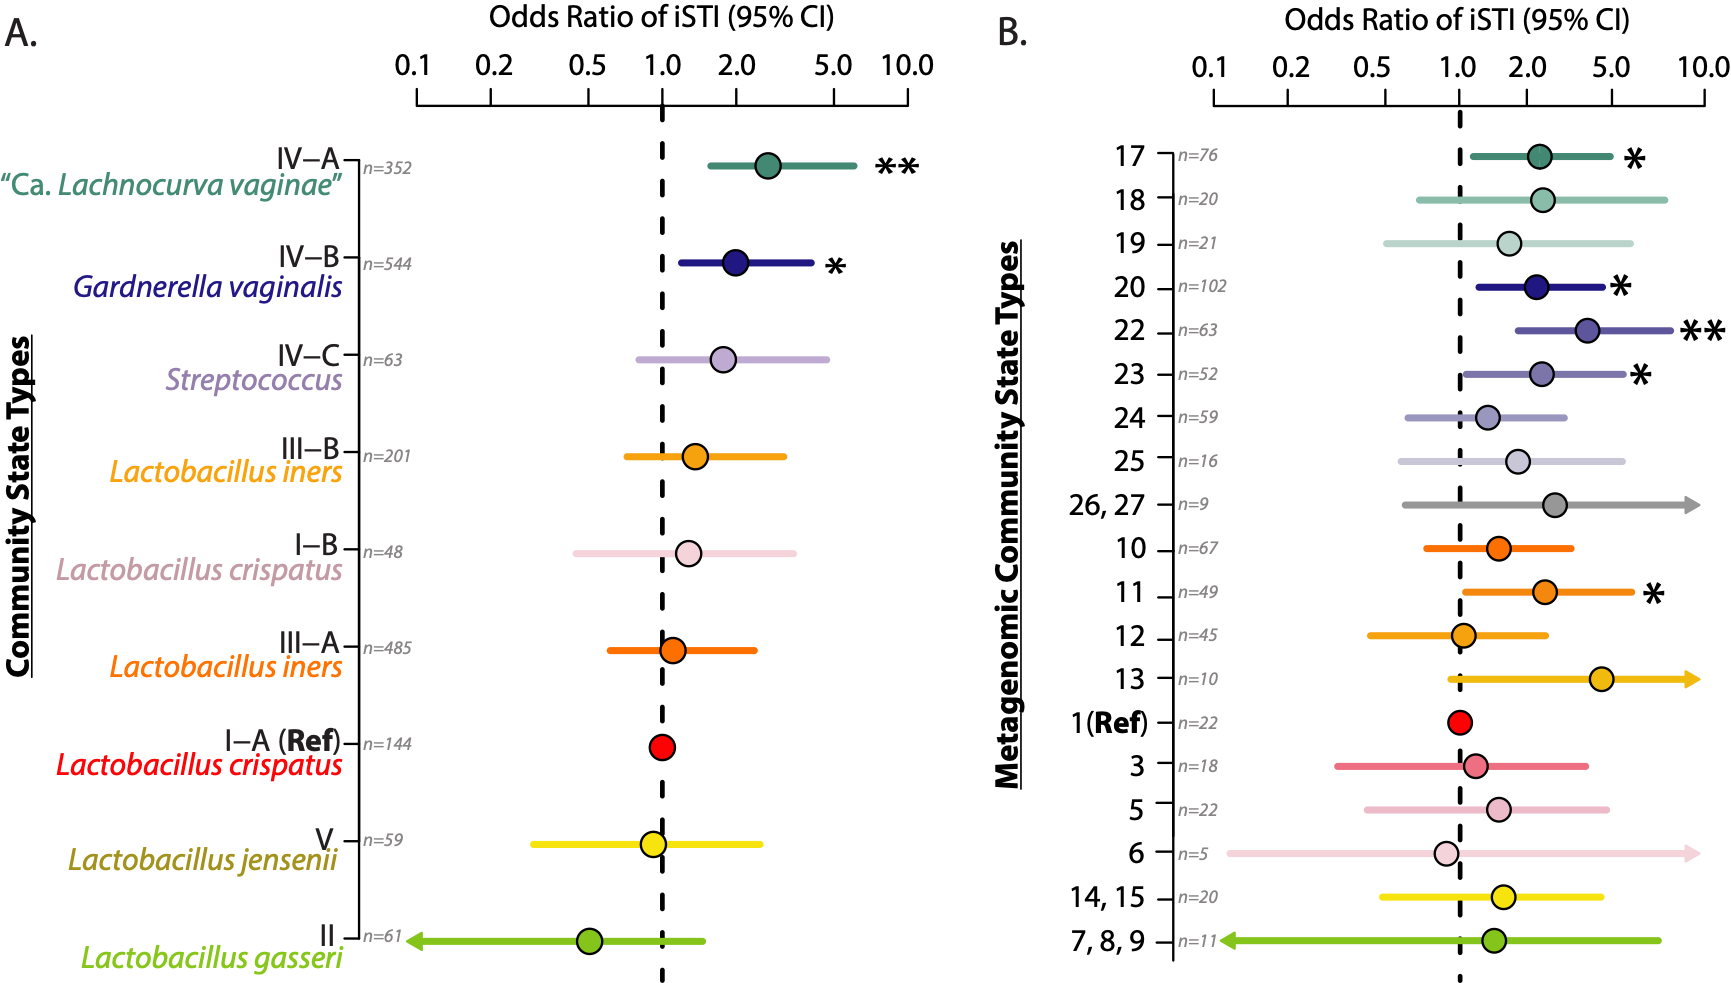 A.
Odds Ratio of iSTI (95% CI)
0.1 0.2 0.5 1.0 2.0 5.0 10.0
Community State Types
IV–A n=352 **
“Ca. Lachnocurva vaginae”
IV–B n=544 *
Gardnerella vaginalis
IV–C n=63
Streptococcus
III–B n=201
Lactobacillus iners
I–B n=48
Lactobacillus crispatus
III–A n=485
Lactobacillus iners
I–A (Ref) n=144
Lactobacillus crispatus
V n=59
Lactobacillus jensenii
II n=61
Lactobacillus gasseri
B.
Odds Ratio of iSTI (95% CI)
0.1 0.2 0.5 1.0 2.0 5.0 10.0
Metagenomic Community State Types
17 n=76 *
18 n=20
19 n=21
20 n=102 *
22 n=63 **
23 n=52 *
24 n=59
25 n=16
26, 27 n=9
10 n=67
11 n=49 *
12 n=45
13 n=10
1(Ref) n=22
3 n=18
5 n=22
6 n=5
14, 15 n=20
7, 8, 9 n=11